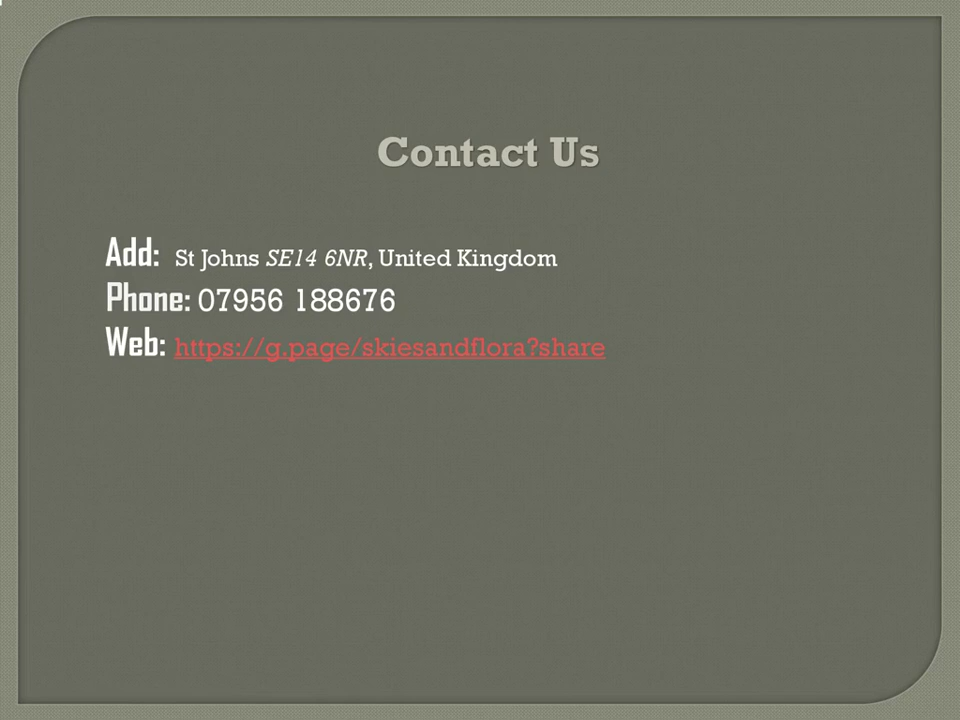 Contact Us
Add: St Johns SE14 6NR, United Kingdom
Phone: 07956 188676
Web: https://g.page/skiesandflora?share